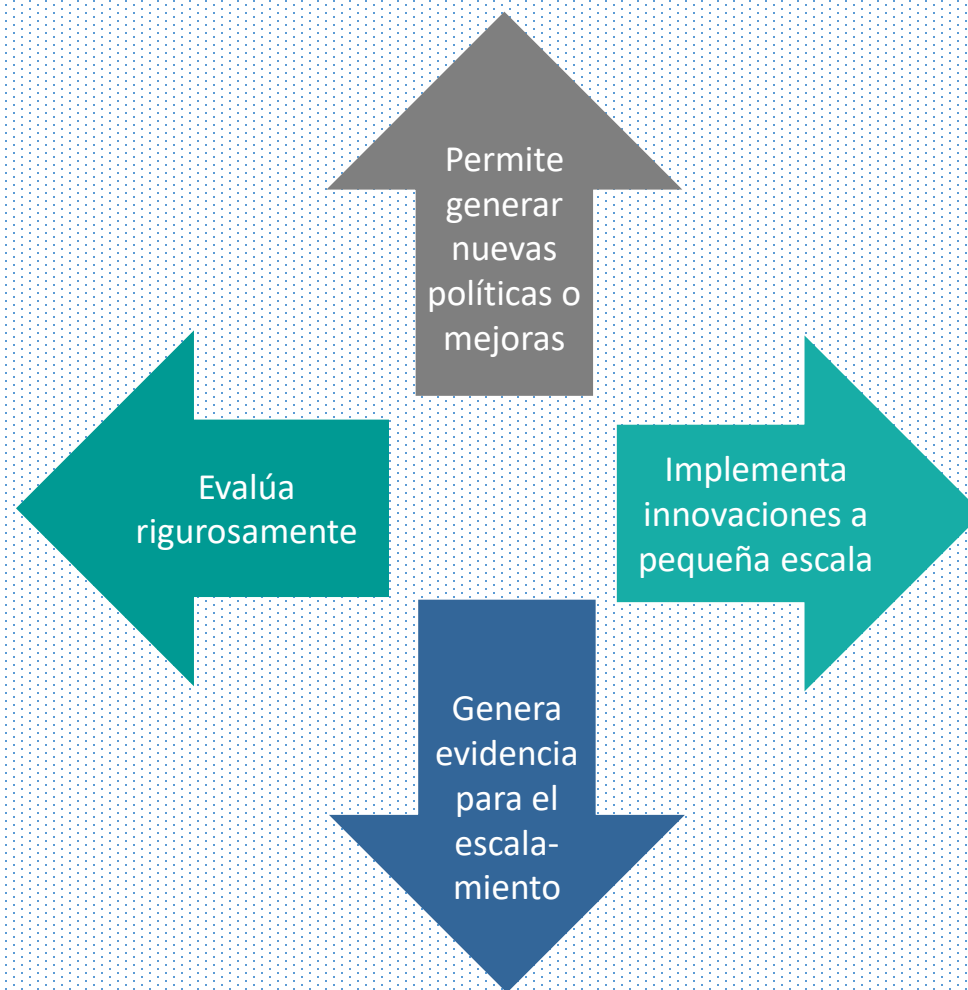 Permite
generar
nuevas
políticas o
mejoras
Evalúa
rigurosamente
Implementa
innovaciones a
pequeña escala
Genera
evidencia
para el
escala-
miento